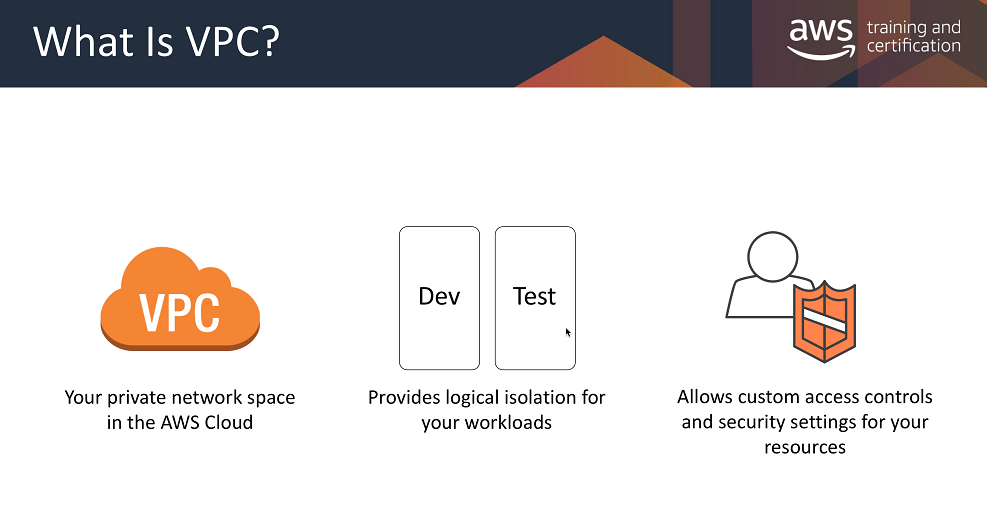 What Is VPC?
aws
training and
certification
VPC
Your private network space
in the AWS Cloud
Dev
Test
Provides logical isolation for
your workloads
Allows custom access controls
and security settings for your
resources